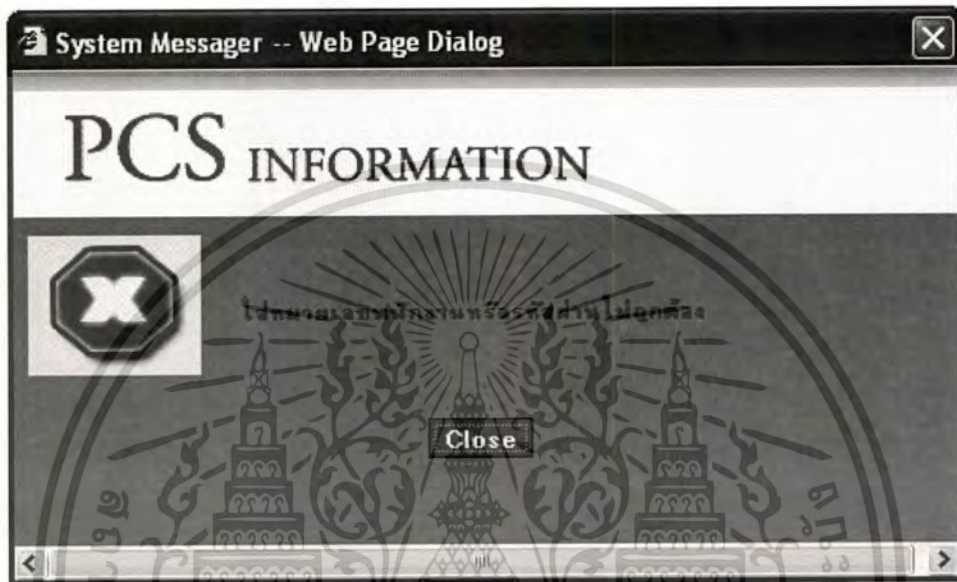 System Messager -- Web Page Dialog
PCS INFORMATION
ใส่หมายเลขพนักงานหรือรหัสผ่านไม่ถูกต้อง
Close